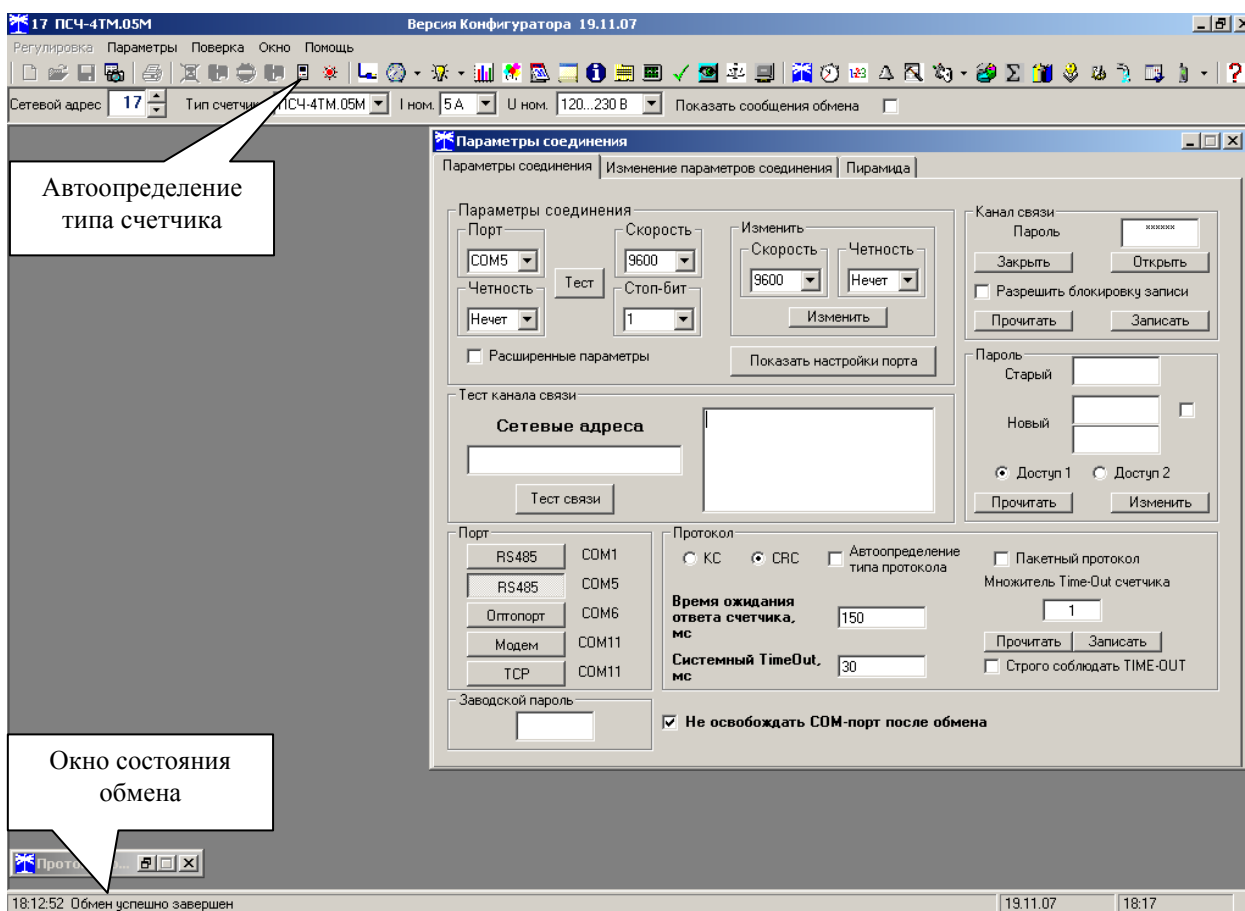 17 ПСЧ-4ТМ.05М Версия Конфигуратора 19.11.07
Регулировка Параметры Поверка Окно Помощь
Сетевой адрес 17 Тип счетчик ПСЧ-4ТМ.05М I ном. 5 А U ном. 120...230 В Показать сообщения обмена
Автоопределение
типа счетчика
Параметры соединения
Параметры соединения Изменение параметров соединения Пирамида
Параметры соединения
Порт Скорость
COM5 9600
Тест
Четность Стоп-бит
Нечет 1
Изменить
Скорость Четность
9600 Нечет
Изменить
Расширенные параметры
Показать настройки порта
Канал связи
Пароль ××××××
Закрыть Открыть
Разрешить блокировку записи
Прочитать Записать
Пароль
Старый
Новый
Доступ 1 Доступ 2
Прочитать Изменить
Тест канала связи
Сетевые адреса
Тест связи
Порт
RS485 COM1
RS485 COM5
Оптопорт COM6
Модем COM11
TCP COM11
Протокол
КС CRC Автоопределение
типа протокола
Пакетный протокол
Множитель Time-Out счетчика
1
Время ожидания
ответа счетчика,
мс
150
Прочитать Записать
Системный TimeOut,
мс
30
Строго соблюдать TIME-OUT
Заводской пароль
Не освобождать COM-порт после обмена
Окно состояния
обмена
18:12:52 Обмен успешно завершен 19.11.07 18:17